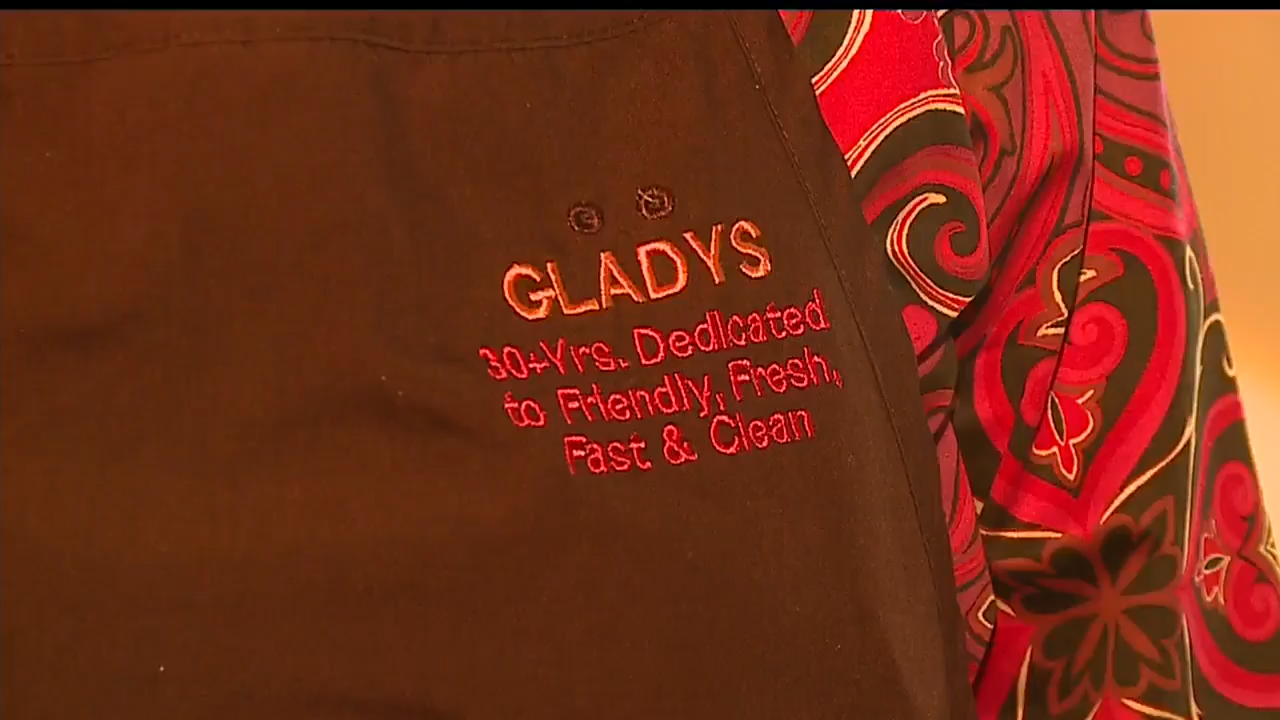 GLADYS
30+Yrs. Dedicated
to Friendly, Fresh,
Fast & Clean